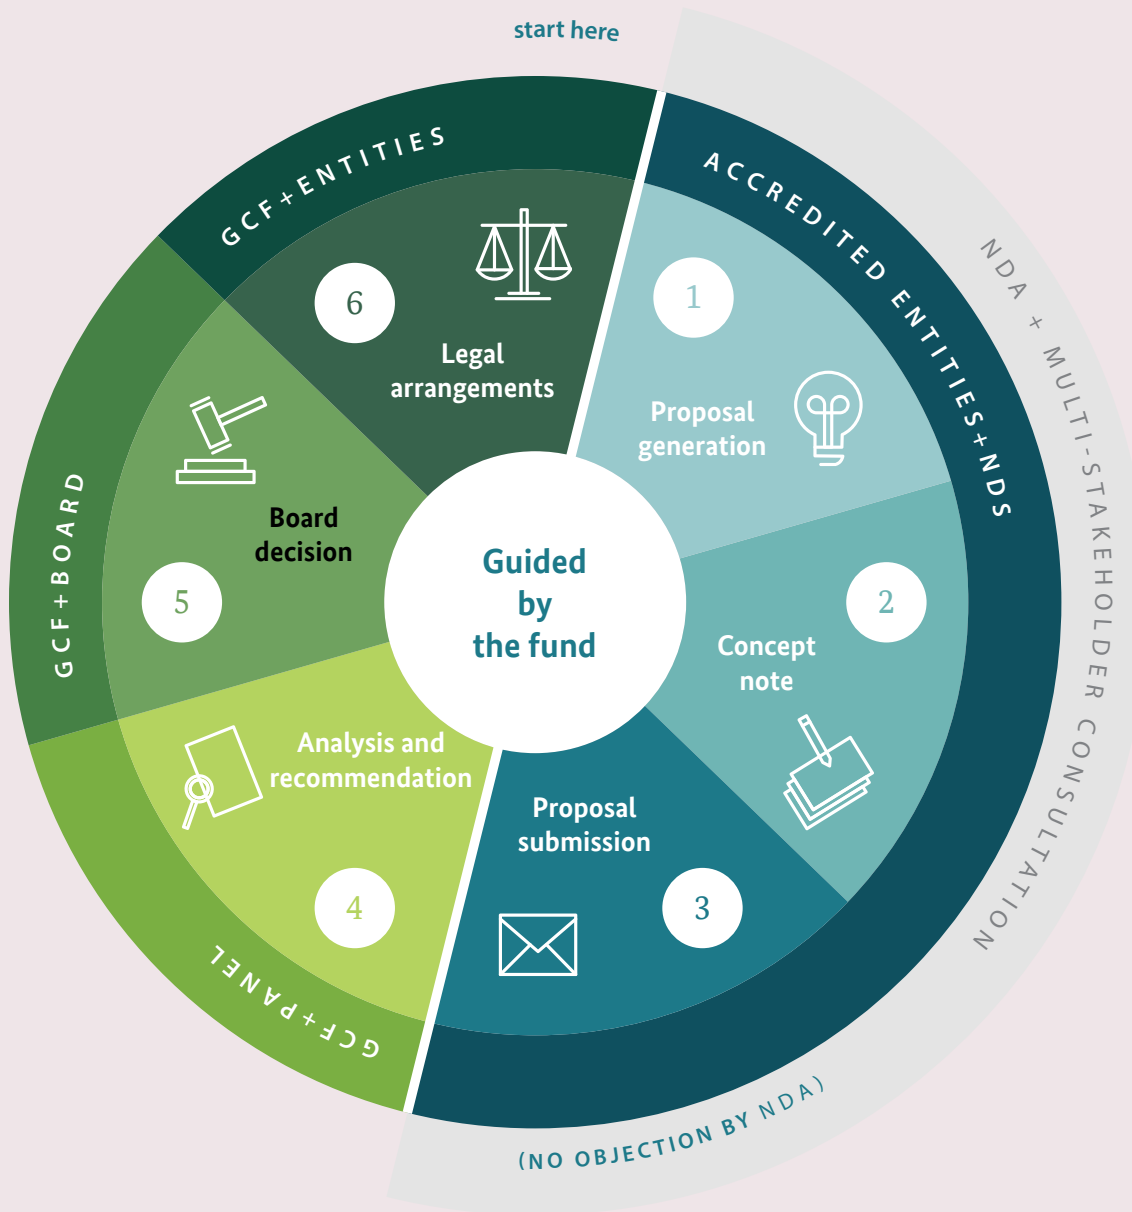 start here
ACCREDITED ENTITIES+NDS
NDA + MULTI-STAKEHOLDER CONSULTATION
1
Proposal
generation
2
Concept
note
3
Proposal
submission
(NO OBJECTION BY NDA)
GCF+PANEL
4
Analysis and
recommendation
GCF+BOARD
5
Board
decision
GCF+ENTITIES
6
Legal
arrangements
Guided
by
the fund